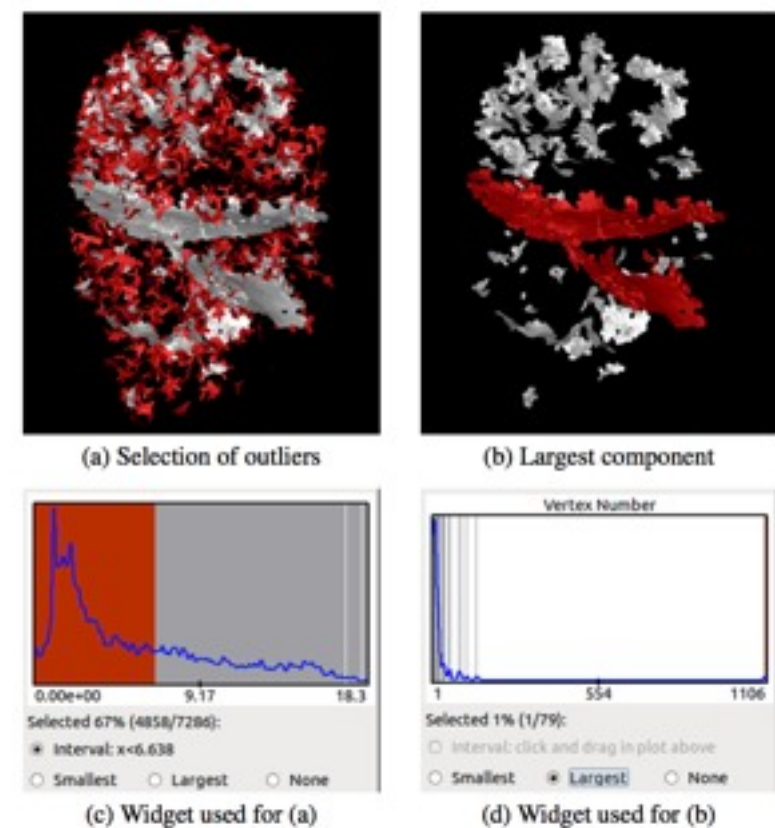 (a) Selection of outliers
(b) Largest component
0.00e+00 9.17 18.3
Selected 67% (4858/7286):
Interval: x<6.638
Smallest Largest None
(c) Widget used for (a)
Vertex Number
1 554 1106
Selected 1% (1/79):
Interval: click and drag in plot above
Smallest Largest None
(d) Widget used for (b)